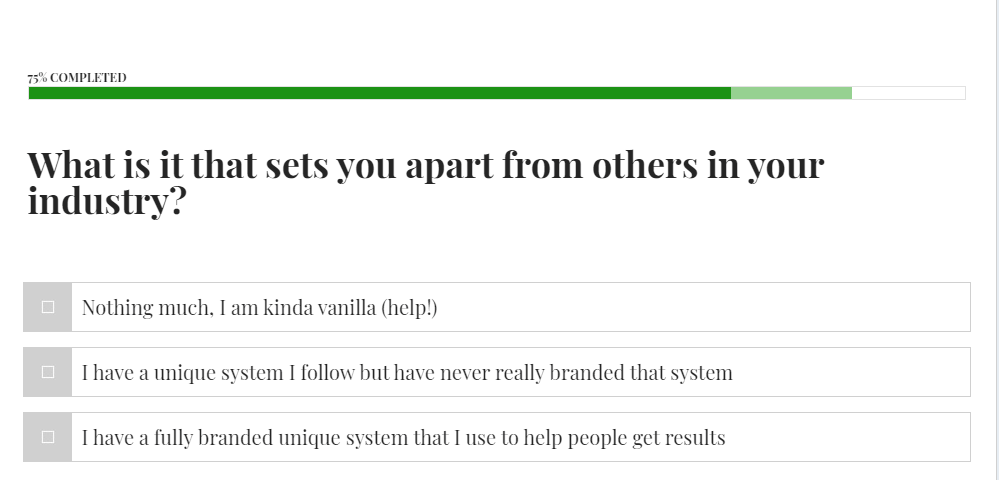 75% COMPLETED
What is it that sets you apart from others in your
industry?
Nothing much, I am kinda vanilla (help!)
I have a unique system I follow but have never really branded that system
I have a fully branded unique system that I use to help people get results